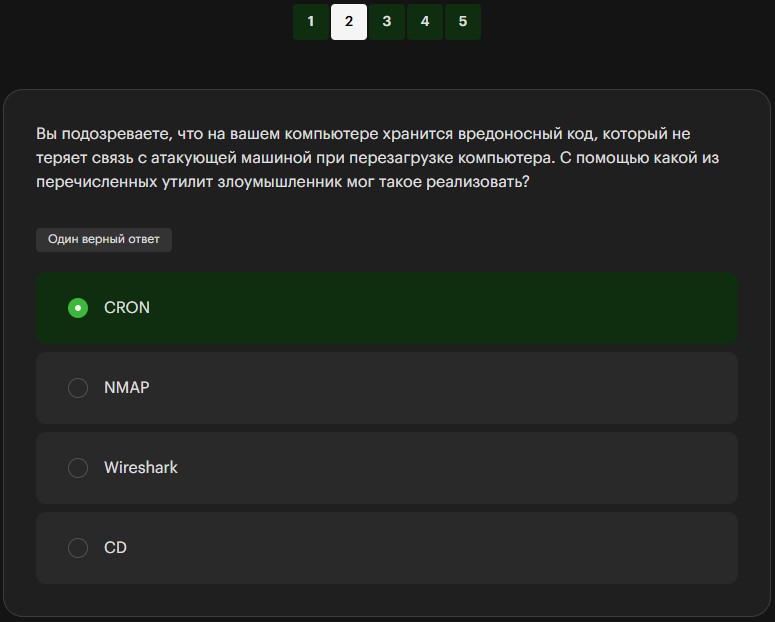 1 2 3 4 5
Вы подозреваете, что на вашем компьютере хранится вредоносный код, который не
теряет связь с атакующей машиной при перезагрузке компьютера. С помощью какой из
перечисленных утилит злоумышленник мог такое реализовать?
Один верный ответ
CRON
NMAP
Wireshark
CD